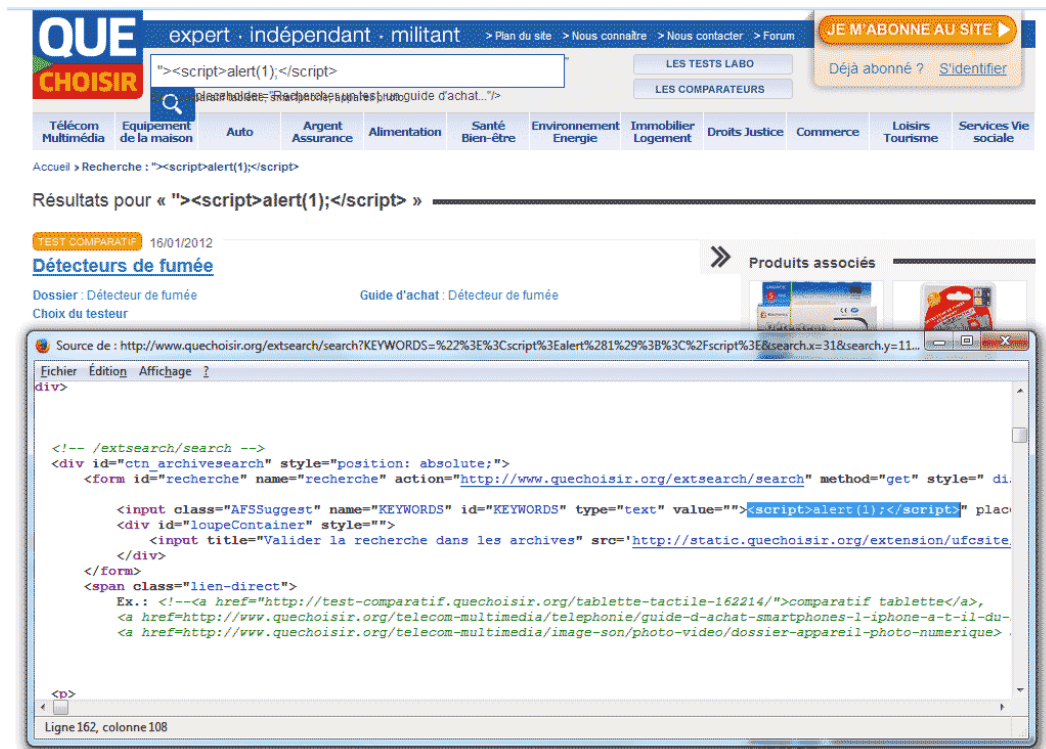 QUE CHOISIR
expert · indépendant · militant
> Plan du site > Nous connaître > Nous contacter > Forum
JE M'ABONNE AU SITE
Déjà abonné ? S'identifier
"><script>alert(1);</script>
"
LES TESTS LABO
LES COMPARATEURS
placeholder="Rechercher un test, un guide d'achat..."/>
Télécom Multimédia
Equipement de la maison
Auto
Argent Assurance
Alimentation
Santé Bien-être
Environnement Energie
Immobilier Logement
Droits Justice
Commerce
Loisirs Tourisme
Services Vie sociale
Accueil > Recherche : "><script>alert(1);</script>
Résultats pour « "><script>alert(1);</script> »
TEST COMPARATIF 16/01/2012
Détecteurs de fumée
Dossier : Détecteur de fumée
Guide d'achat : Détecteur de fumée
Choix du testeur
Produits associés
Source de : http://www.quechoisir.org/extsearch/search?KEYWORDS=%22%3E%3Cscript%3Ealert%281%29%3B%3C%2Fscript%3E&search.x=31&search.y=11...
Fichier Édition Affichage ?
div>
<!-- /extsearch/search -->
<div id="ctn_archivesearch" style="position: absolute;">
<form id="recherche" name="recherche" action="http://www.quechoisir.org/extsearch/search" method="get" style=" di
<input class="AFSSuggest" name="KEYWORDS" id="KEYWORDS" type="text" value=""><script>alert(1);</script>" plac
<div id="loupeContainer" style="">
<input title="Valider la recherche dans les archives" src='http://static.quechoisir.org/extension/ufcsite
</div>
</form>
<span class="lien-direct">
Ex.: <!--<a href="http://test-comparatif.quechoisir.org/tablette-tactile-162214/">comparatif tablette</a>,
<a href=http://www.quechoisir.org/telecom-multimedia/telephonie/guide-d-achat-smartphones-l-iphone-a-t-il-du-
<a href=http://www.quechoisir.org/telecom-multimedia/image-son/photo-video/dossier-appareil-photo-numerique>
<p>
Ligne 162, colonne 108